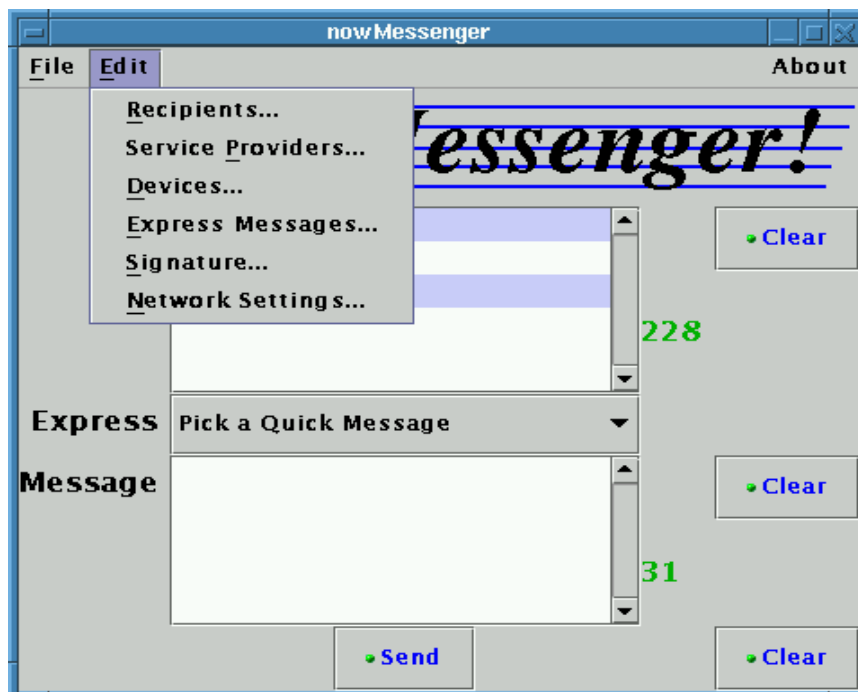 nowMessenger
File Edit About
Recipients...
Service Providers...
Devices...
Express Messages...
Signature...
Network Settings...
essenger!
Clear
228
Express Pick a Quick Message
Message
Clear
31
Send Clear